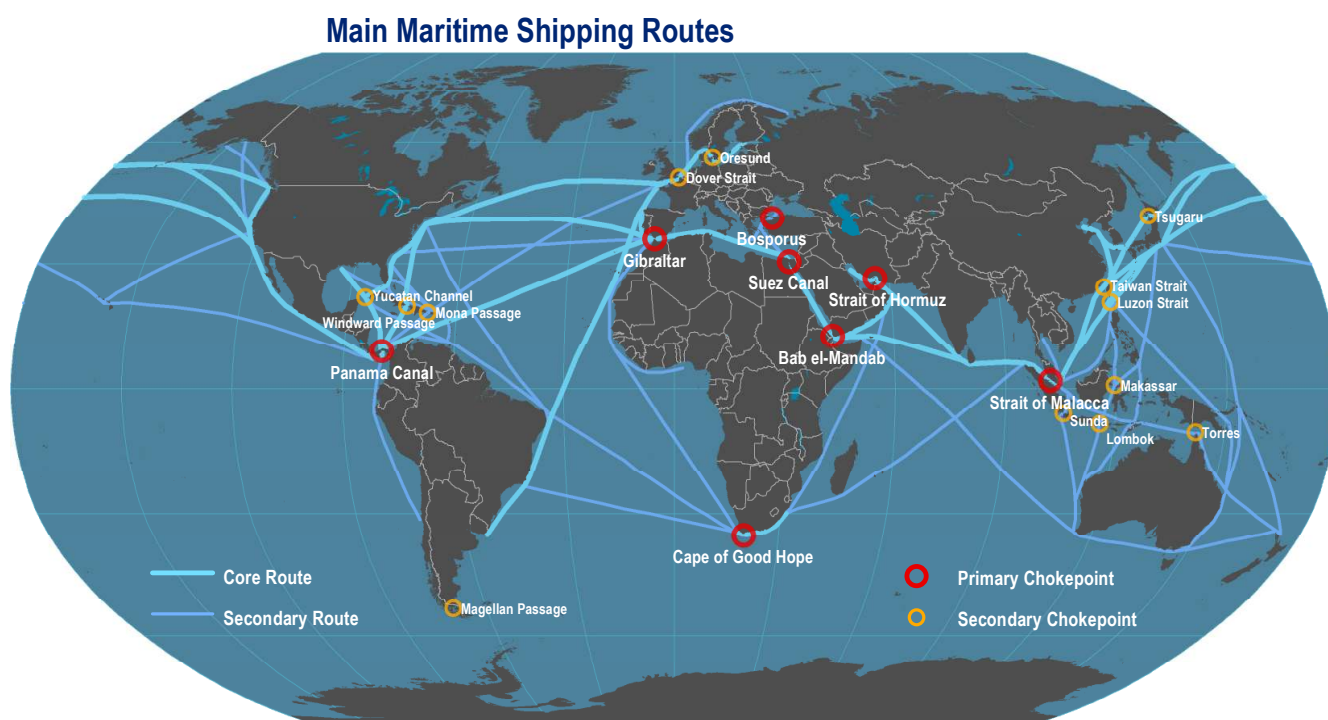 Main Maritime Shipping Routes
Oresund
Dover Strait
Tsugaru
Bosporus
Gibraltar
Suez Canal
Strait of Hormuz
Taiwan Strait
Luzon Strait
Yucatan Channel
Mona Passage
Windward Passage
Bab el-Mandab
Panama Canal
Makassar
Strait of Malacca
Sunda
Lombok
Torres
Cape of Good Hope
Core Route
Primary Chokepoint
Secondary Route
Magellan Passage
Secondary Chokepoint